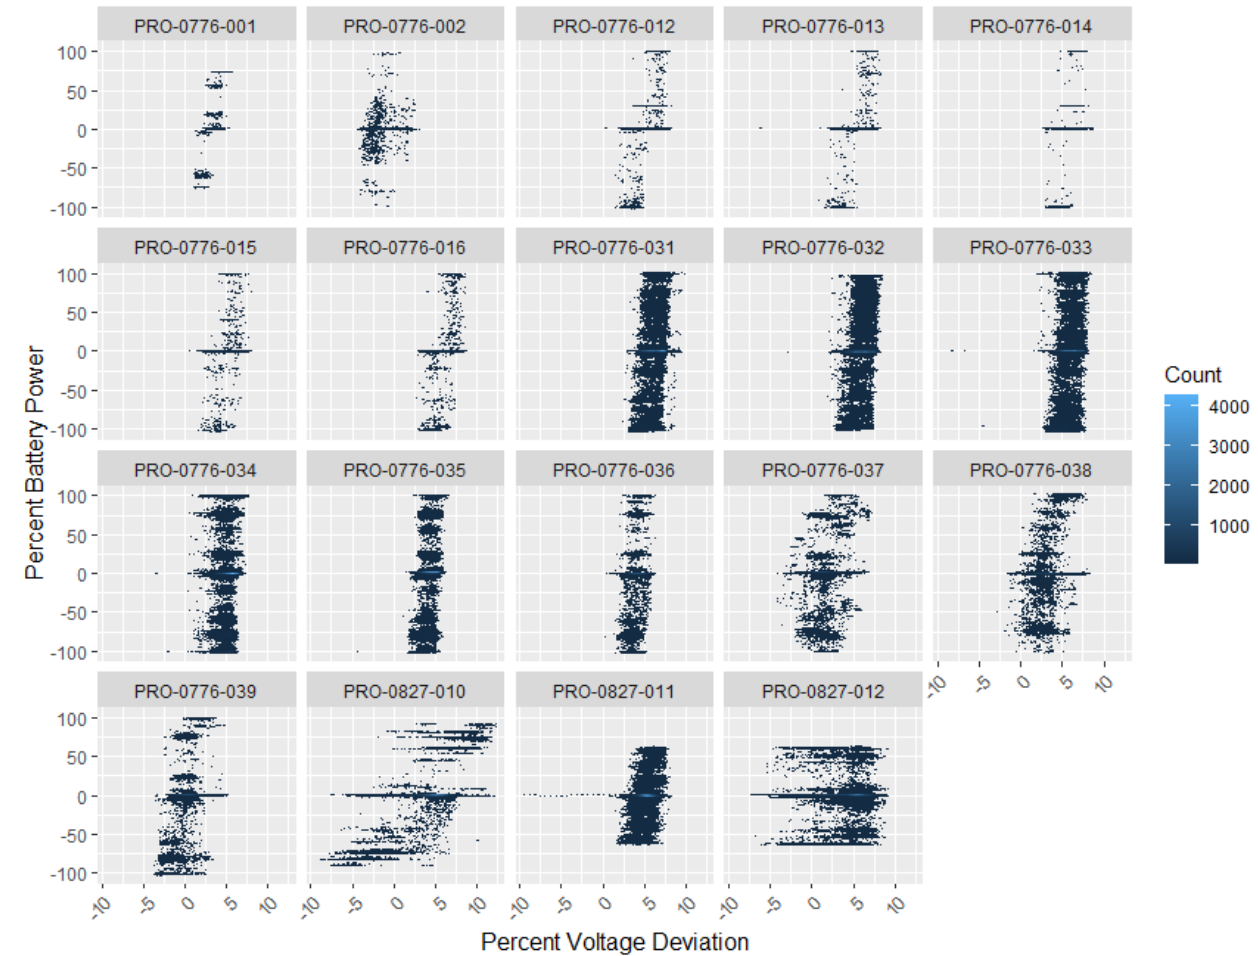 PRO-0776-001 PRO-0776-002 PRO-0776-012 PRO-0776-013 PRO-0776-014
100
50
0
-50
-100
PRO-0776-015 PRO-0776-016 PRO-0776-031 PRO-0776-032 PRO-0776-033
100
50
0
-50
-100
Percent Battery Power
PRO-0776-034 PRO-0776-035 PRO-0776-036 PRO-0776-037 PRO-0776-038
100
50
0
-50
-100
-10 -5 0 5 10
PRO-0776-039 PRO-0827-010 PRO-0827-011 PRO-0827-012
100
50
0
-50
-100
-10 -5 0 5 10 -10 -5 0 5 10 -10 -5 0 5 10 -10 -5 0 5 10
Percent Voltage Deviation
Count
4000
3000
2000
1000